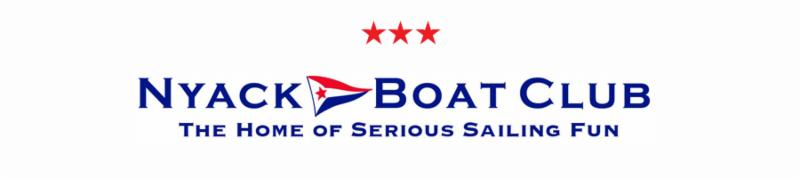 NYACK BOAT CLUB
THE HOME OF SERIOUS SAILING FUN